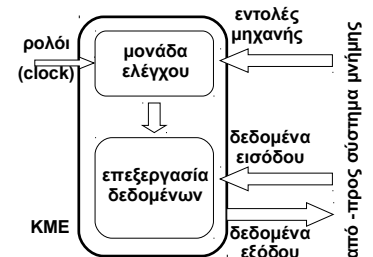 εντολές
μηχανής
ρολόι
(clock)
μονάδα
ελέγχου
δεδομένα
εισόδου
επεξεργασία
δεδομένων
ΚΜΕ
δεδομένα
εξόδου
από -προς σύστημα μνήμης